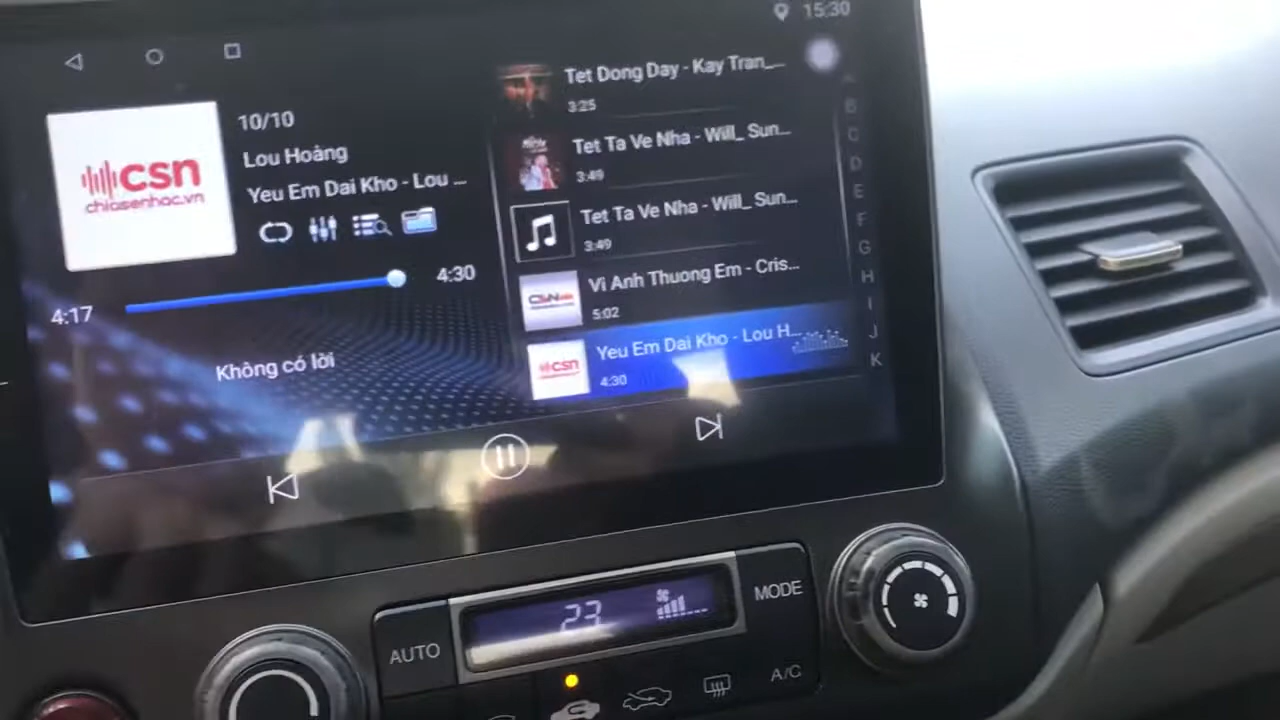 15:30
csn
chiasenhac.vn
10/10
Lou Hoàng
Yeu Em Dai Kho - Lou ...
4:17
4:30
Không có lời
Tet Dong Day - Kay Tran_...
3:25
Tet Ta Ve Nha - Will_ Sun...
3:49
Tet Ta Ve Nha - Will_ Sun...
3:49
Vi Anh Thuong Em - Cris...
5:02
csn
Yeu Em Dai Kho - Lou H...
4:30
B
C
D
E
F
G
H
I
J
K
AUTO
23
MODE
A/C